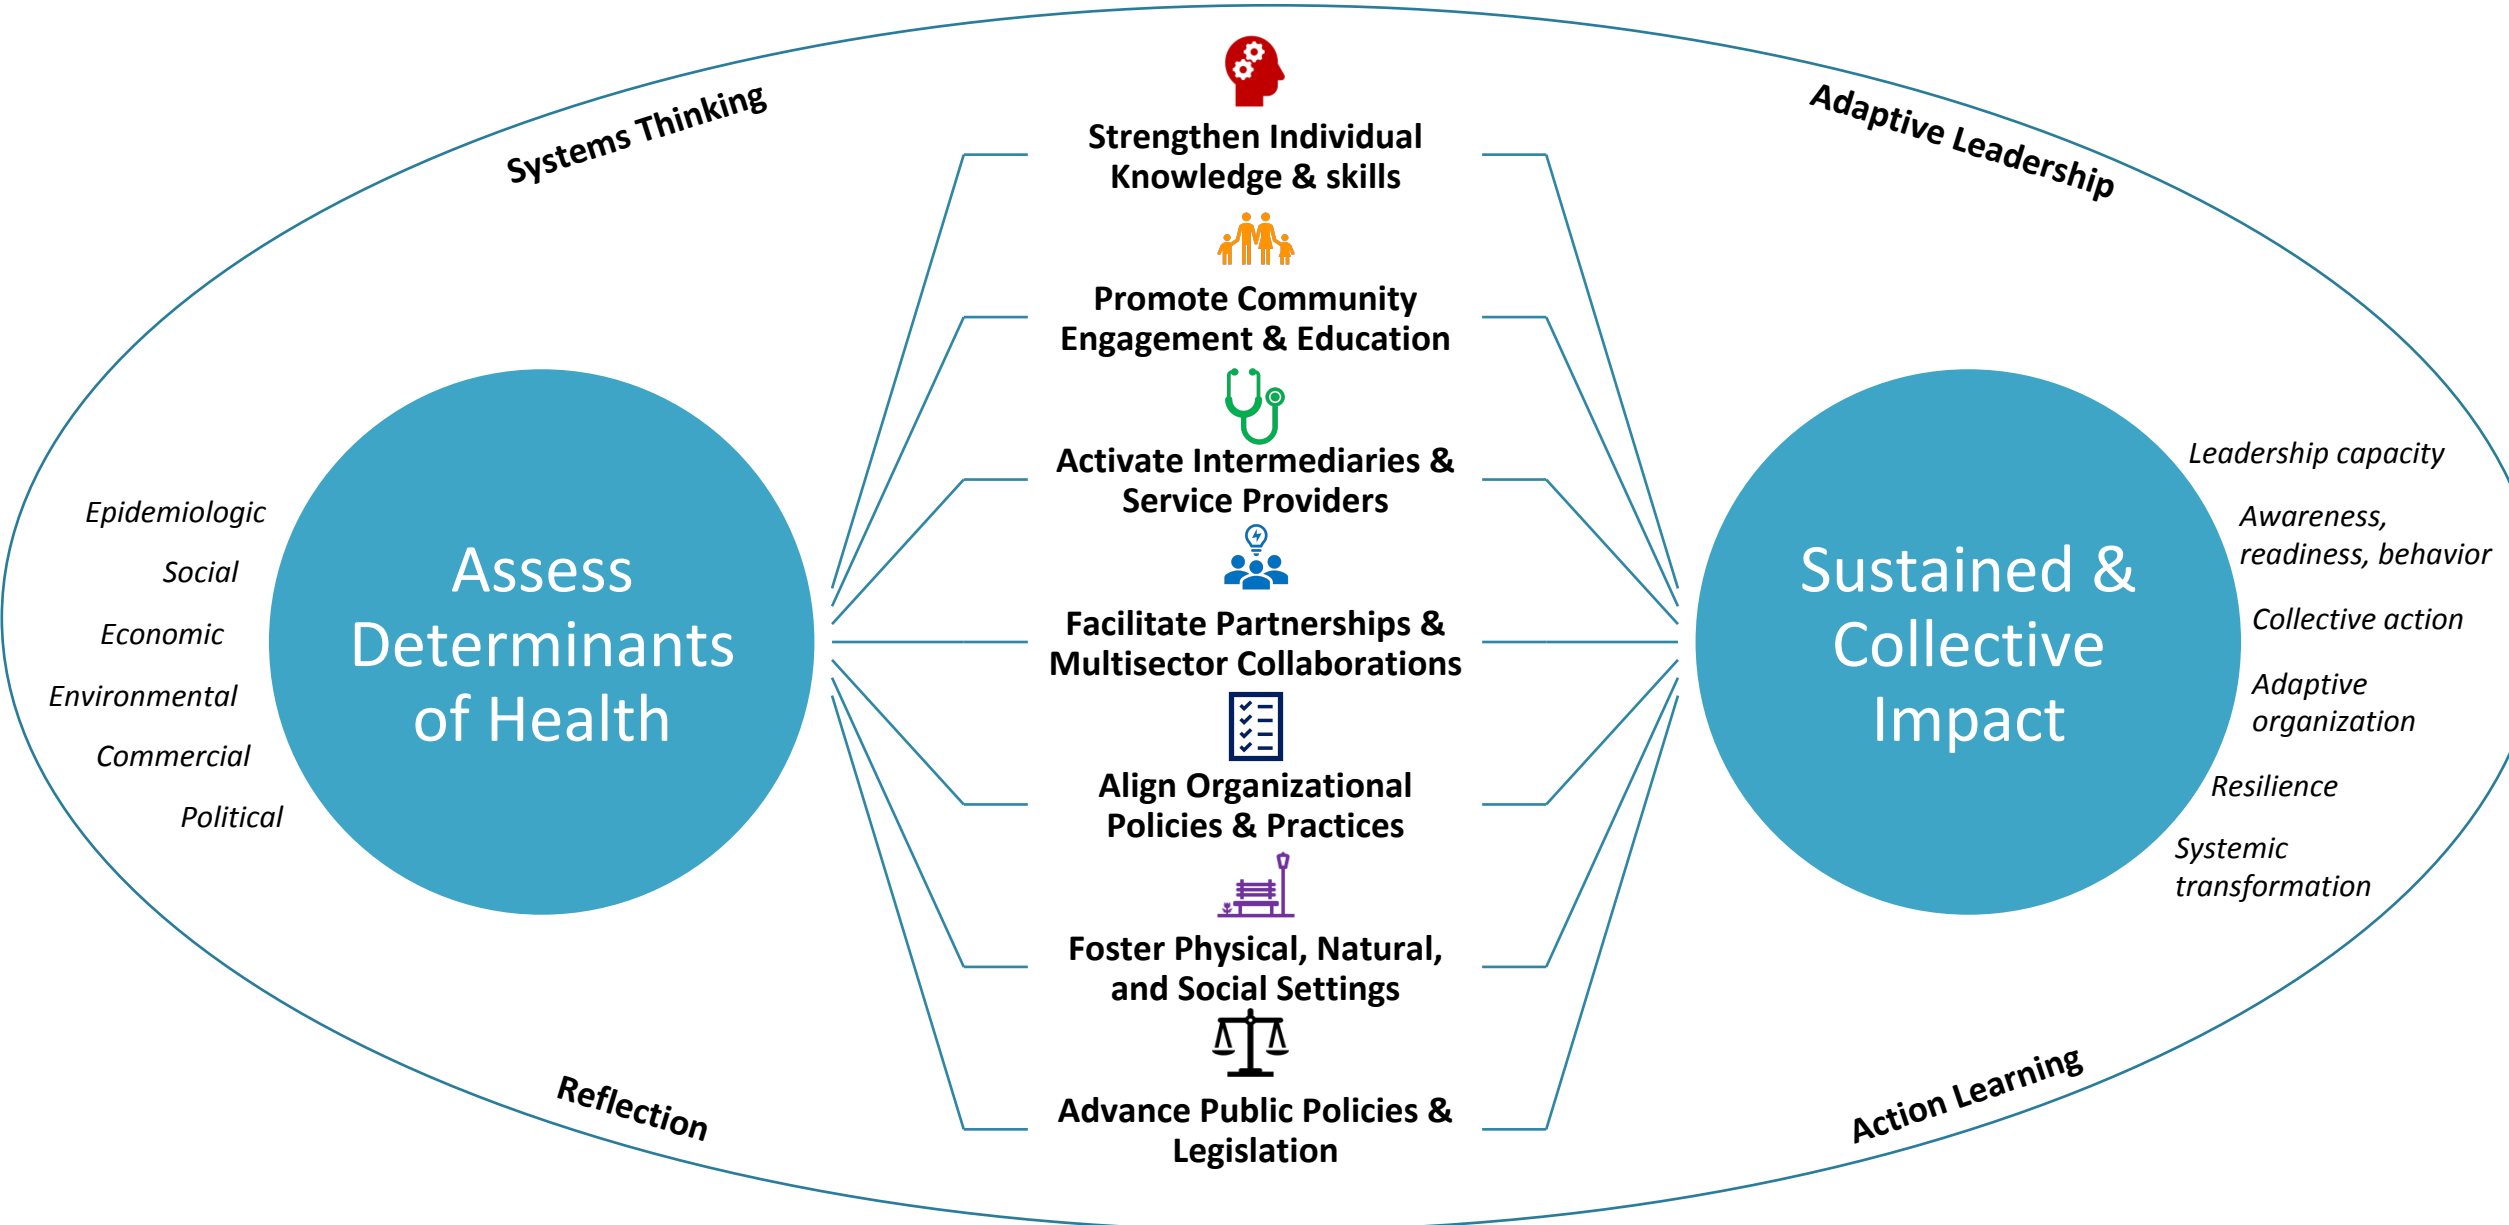 Systems Thinking
Adaptive Leadership
Epidemiologic
Social
Economic
Environmental
Commercial
Political
Assess
Determinants
of Health
Strengthen Individual
Knowledge & skills
Promote Community
Engagement & Education
Activate Intermediaries &
Service Providers
Facilitate Partnerships &
Multisector Collaborations
Align Organizational
Policies & Practices
Foster Physical, Natural,
and Social Settings
Advance Public Policies &
Legislation
Sustained &
Collective
Impact
Leadership capacity
Awareness,
readiness, behavior
Collective action
Adaptive
organization
Resilience
Systemic
transformation
Reflection
Action Learning